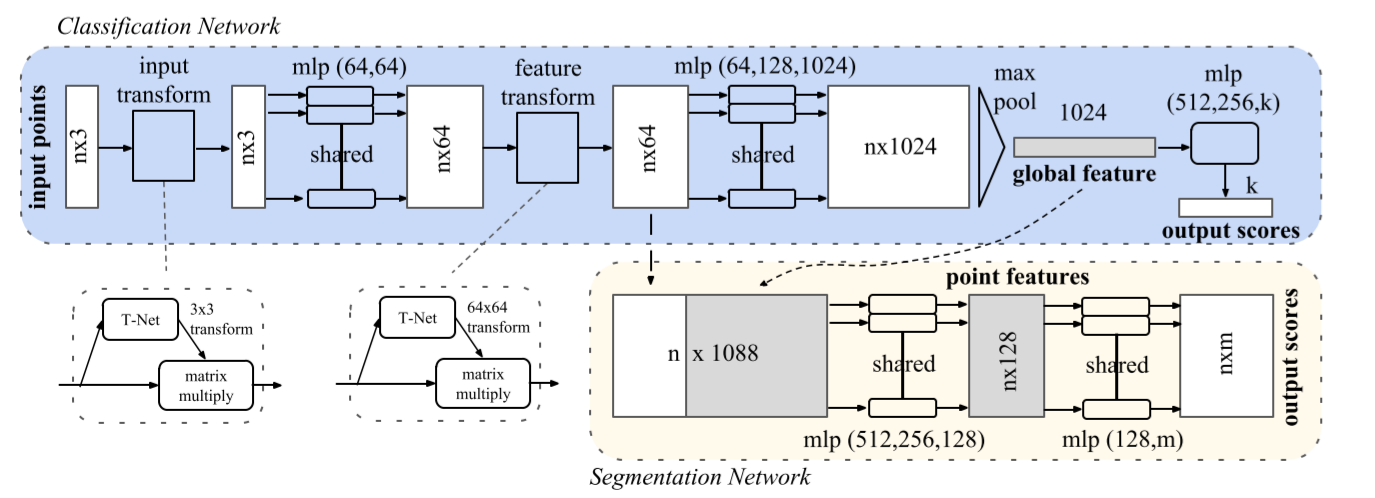 Classification Network
input points
nx3
input
transform
nx3
mlp (64,64)
shared
nx64
feature
transform
nx64
mlp (64,128,1024)
shared
nx1024
max
pool
1024
global feature
mlp
(512,256,k)
k
output scores
T-Net
3x3
transform
matrix
multiply
T-Net
64x64
transform
matrix
multiply
point features
n x 1088
shared
mlp (512,256,128)
nx128
shared
mlp (128,m)
nxm
output scores
Segmentation Network